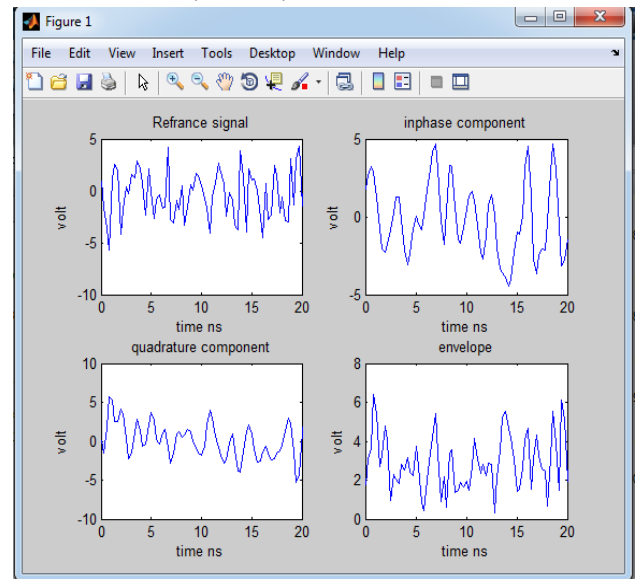 Figure 1
File Edit View Insert Tools Desktop Window Help
Refrance signal
5
0
-5
-10
volt
0 5 10 15 20
time ns
inphase component
5
0
-5
volt
0 5 10 15 20
time ns
quadrature component
10
5
0
-5
-10
volt
0 5 10 15 20
time ns
envelope
8
6
4
2
0
volt
0 5 10 15 20
time ns